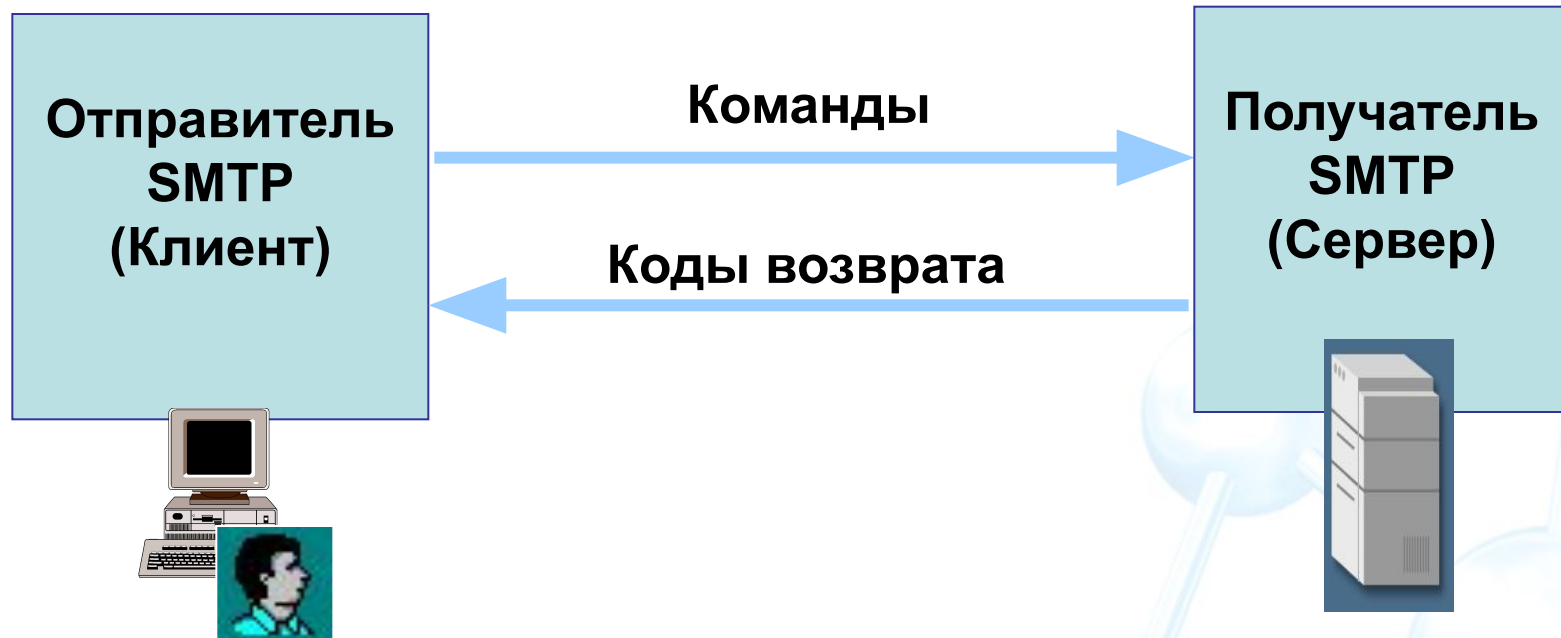 Отправитель
SMTP
(Клиент)
Команды
Коды возврата
Получатель
SMTP
(Сервер)